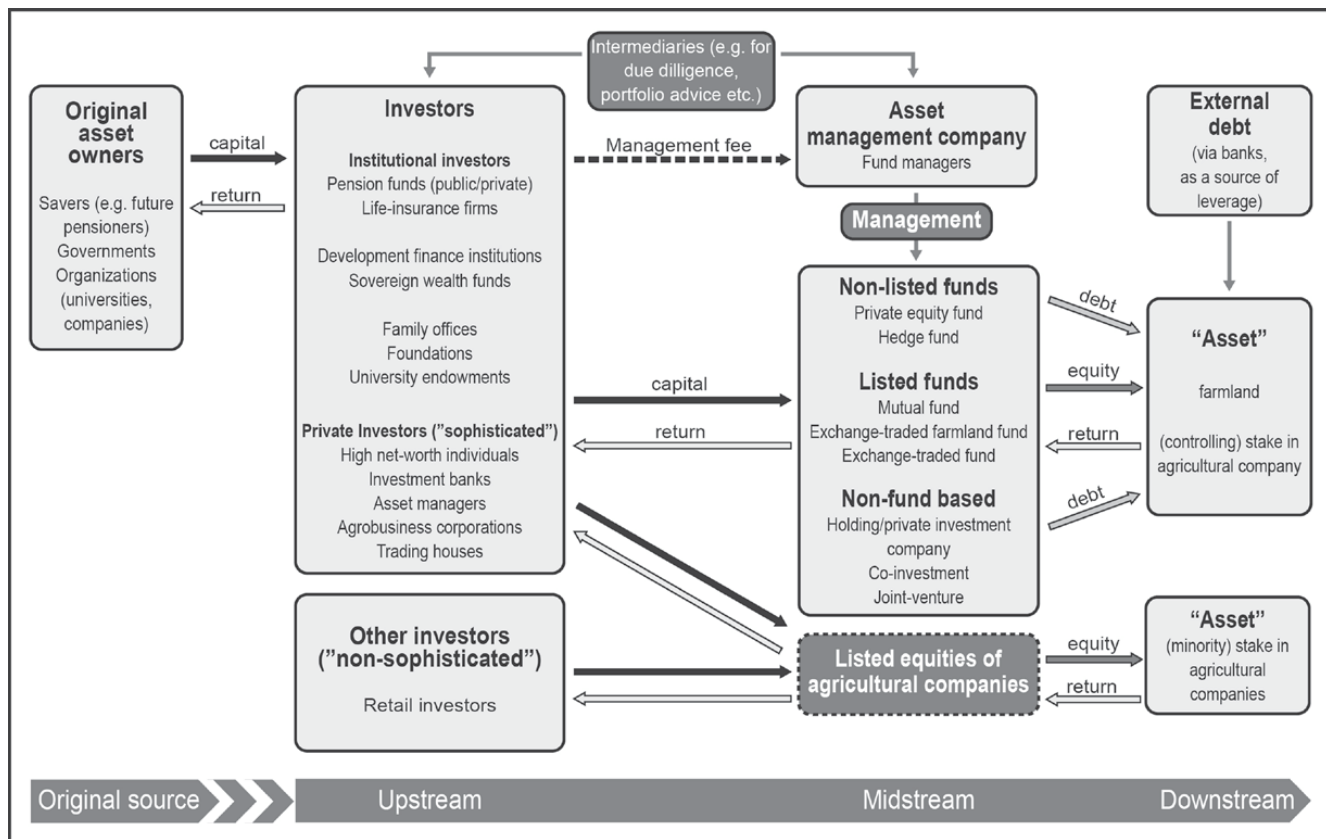 Intermediaries (e.g. for
due dilligence,
portfolio advice etc.)
Original
asset
owners
Savers (e.g. future
pensioners)
Governments
Organizations
(universities,
companies)
capital
return
Investors
Institutional investors
Pension funds (public/private)
Life-insurance firms
Development finance institutions
Sovereign wealth funds
Family offices
Foundations
University endowments
Private Investors ("sophisticated")
High net-worth individuals
Investment banks
Asset managers
Agrobusiness corporations
Trading houses
Other investors
("non-sophisticated")
Retail investors
Management fee
capital
return
Asset
management company
Fund managers
Management
Non-listed funds
Private equity fund
Hedge fund
Listed funds
Mutual fund
Exchange-traded farmland fund
Exchange-traded fund
Non-fund based
Holding/private investment
company
Co-investment
Joint-venture
Listed equities of
agricultural companies
debt
equity
return
debt
equity
return
External
debt
(via banks,
as a source of
leverage)
"Asset"
farmland
(controlling) stake in
agricultural company
"Asset"
(minority) stake in
agricultural
companies
Original source
Upstream
Midstream
Downstream